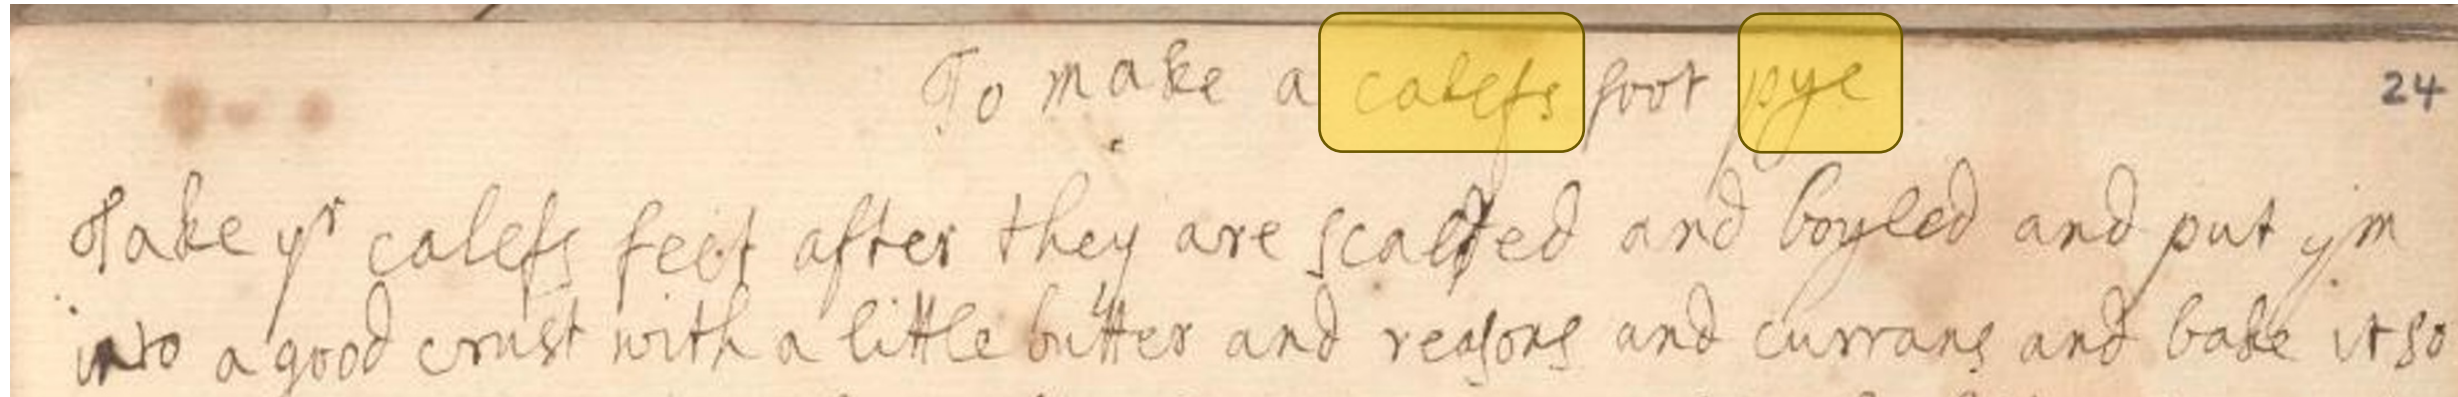 To make a calefs foot pye
24
Take yr calefs feet after they are scalded and boyled and put ym
into a good crust with a little butter and reasons and currans and bake it so